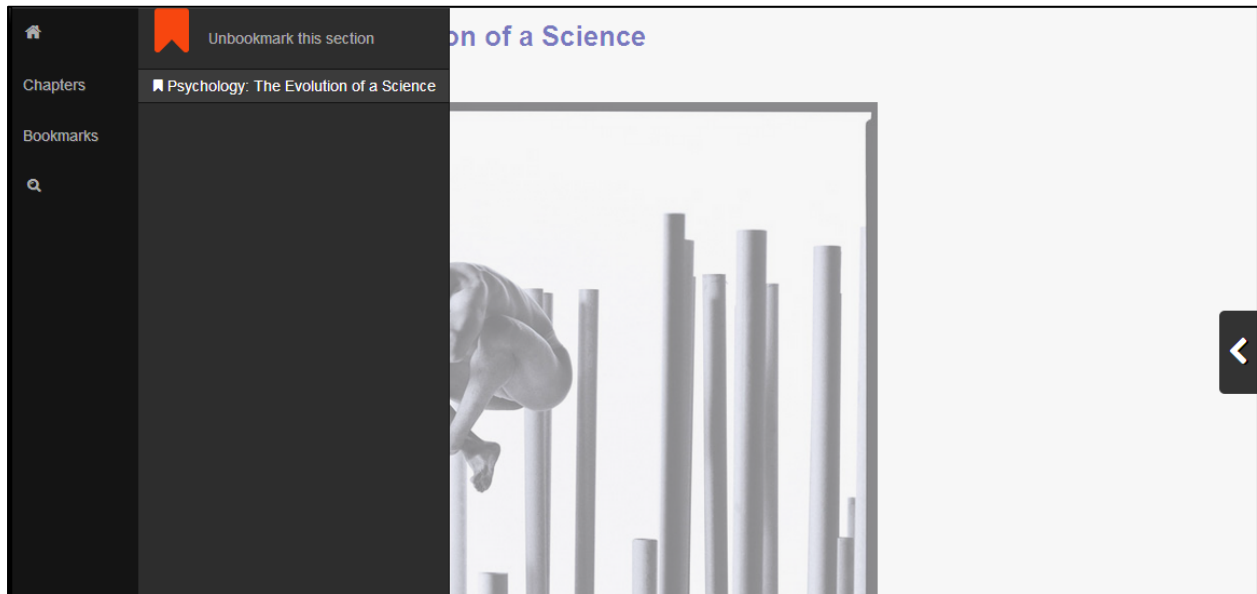 Chapters
Bookmarks
Unbookmark this section
Psychology: The Evolution of a Science
on of a Science